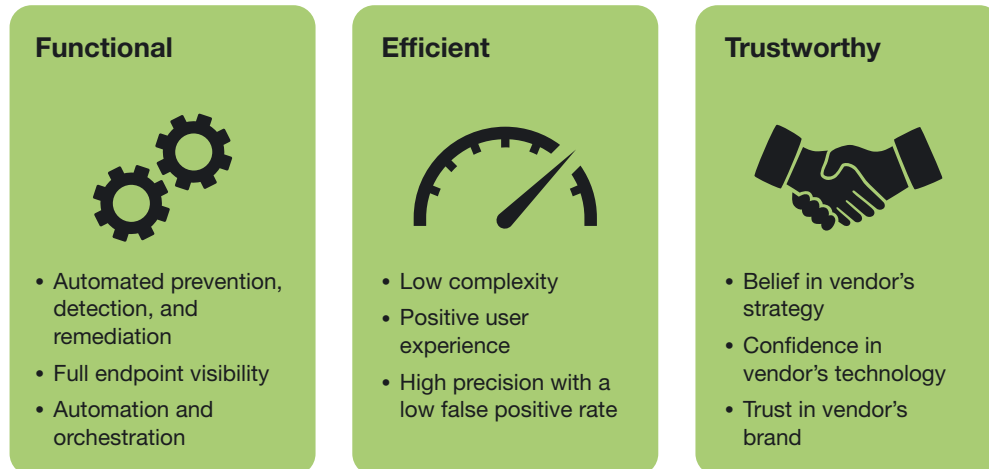 Functional
• Automated prevention,
detection, and
remediation
• Full endpoint visibility
• Automation and
orchestration
Efficient
• Low complexity
• Positive user
experience
• High precision with a
low false positive rate
Trustworthy
• Belief in vendor’s
strategy
• Confidence in
vendor’s technology
• Trust in vendor’s
brand